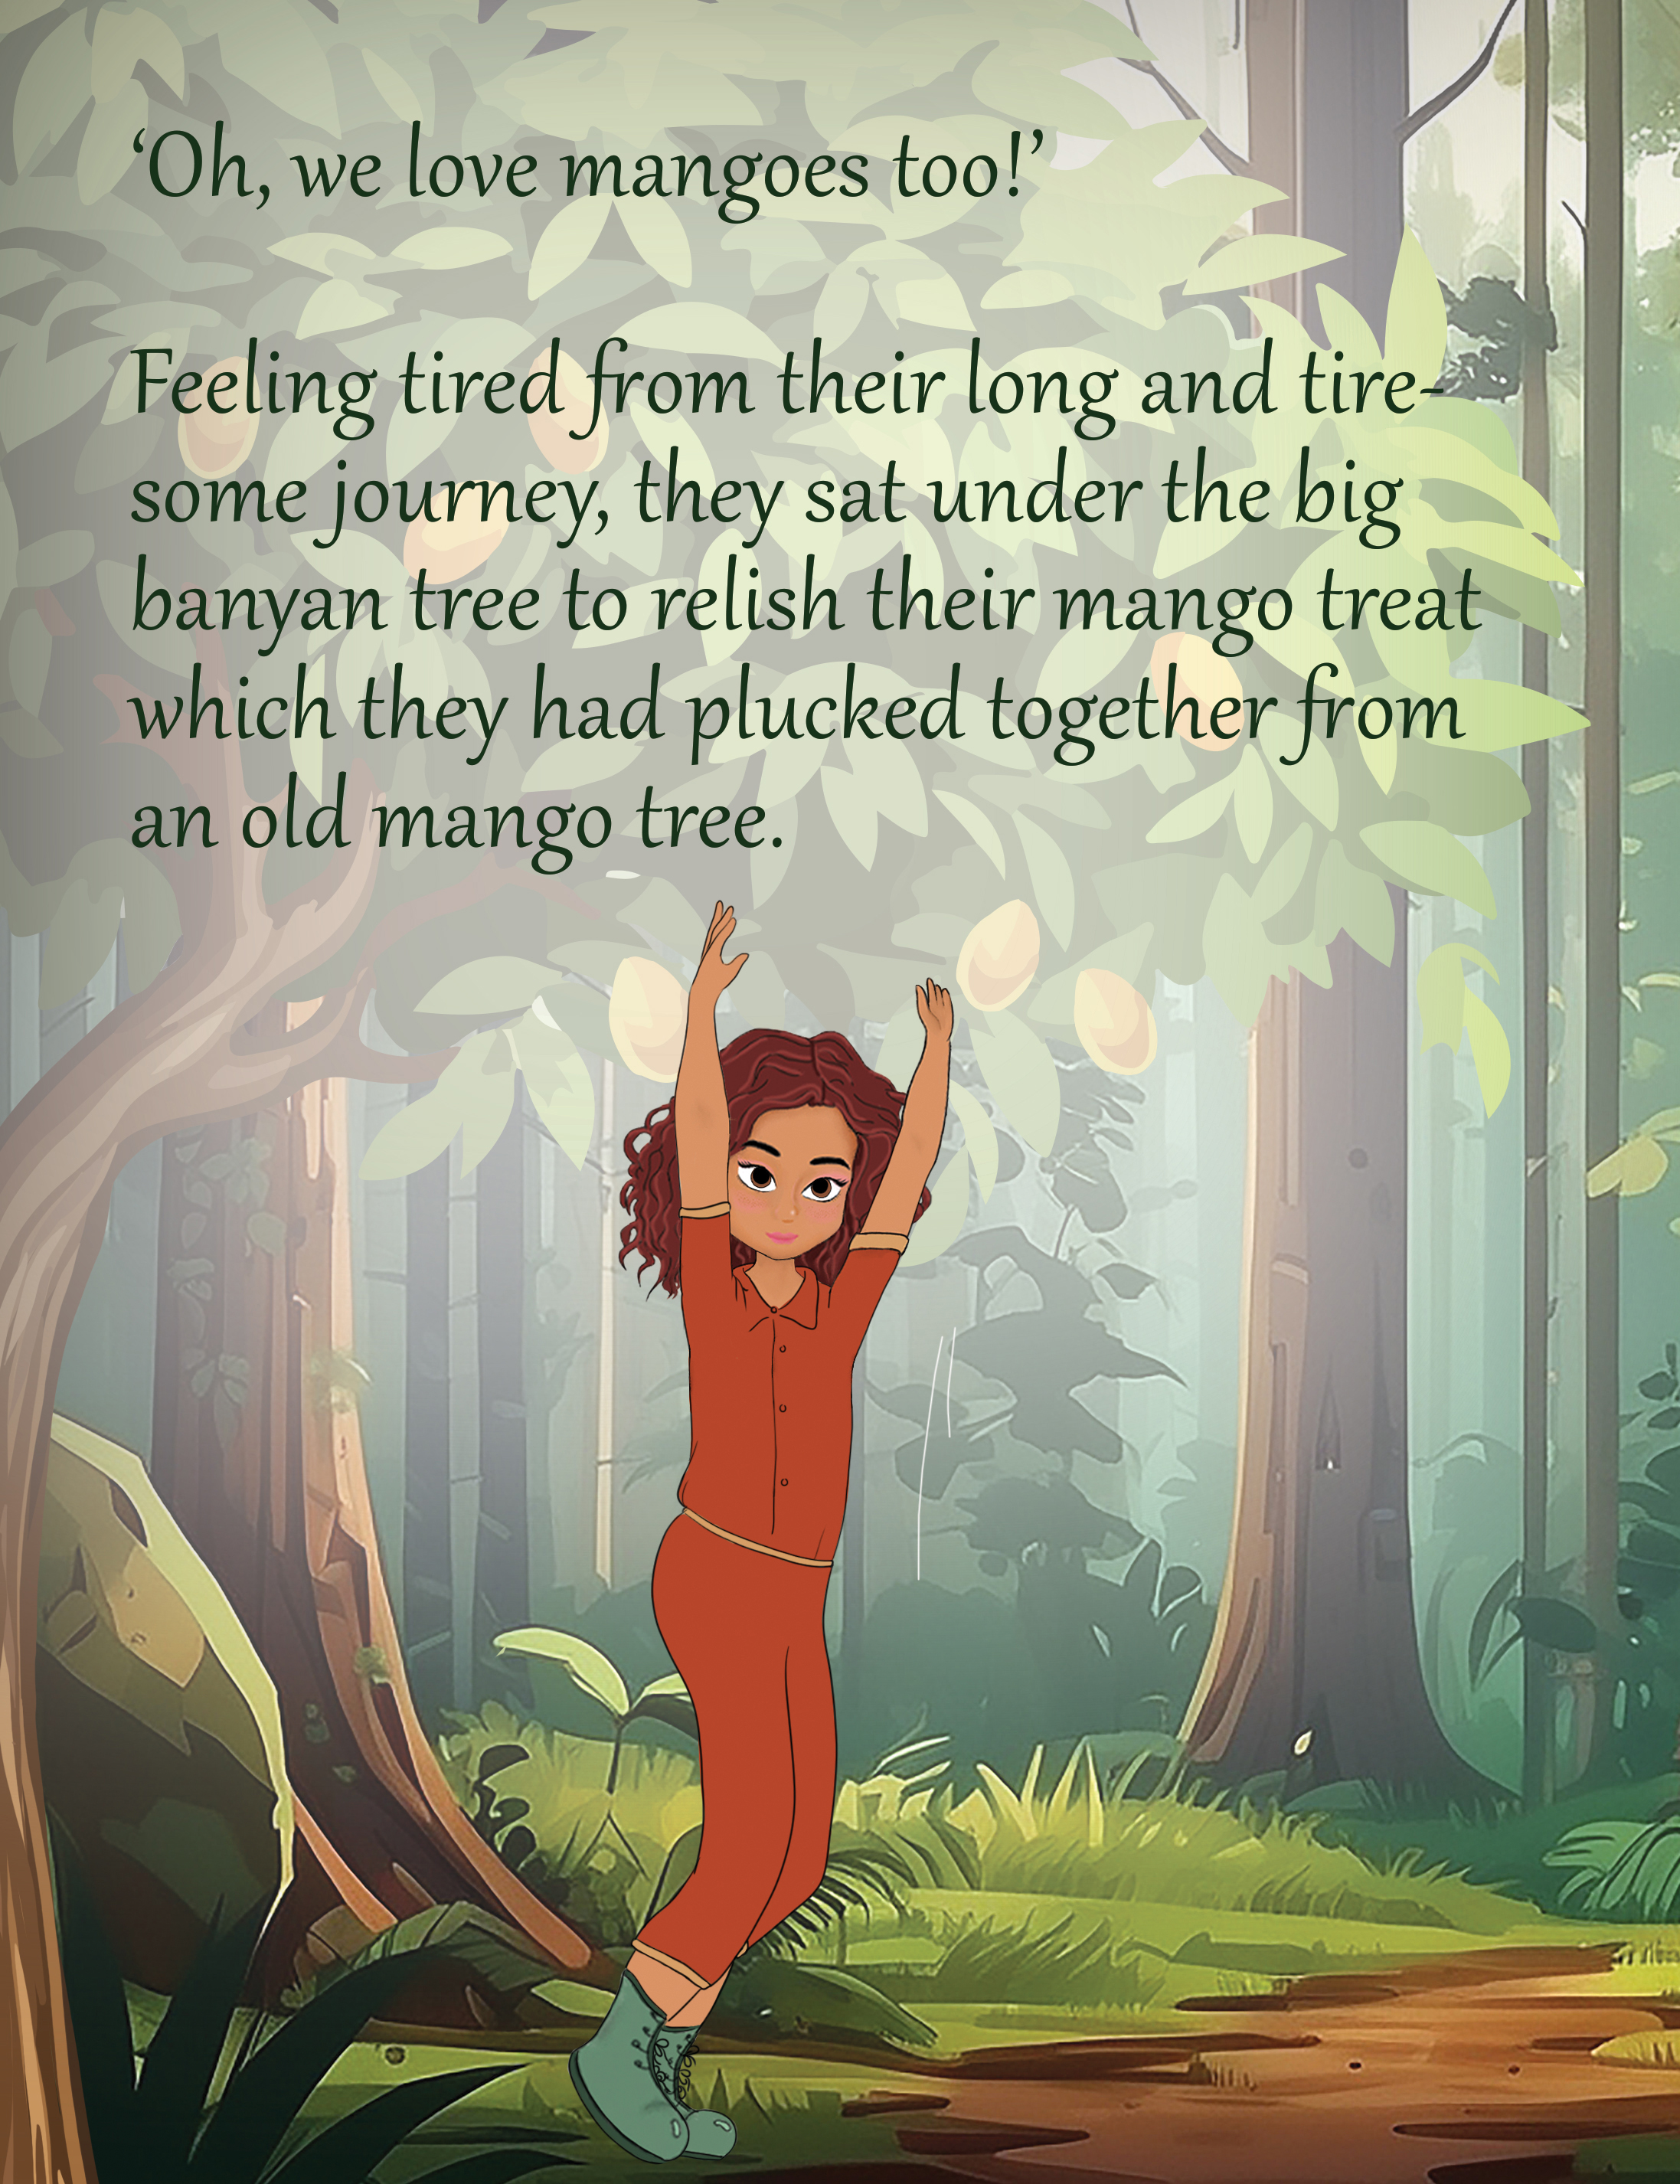 ‘Oh, we love mangoes too!’
Feeling tired from their long and tire-
some journey, they sat under the big
banyan tree to relish their mango treat
which they had plucked together from
an old mango tree.